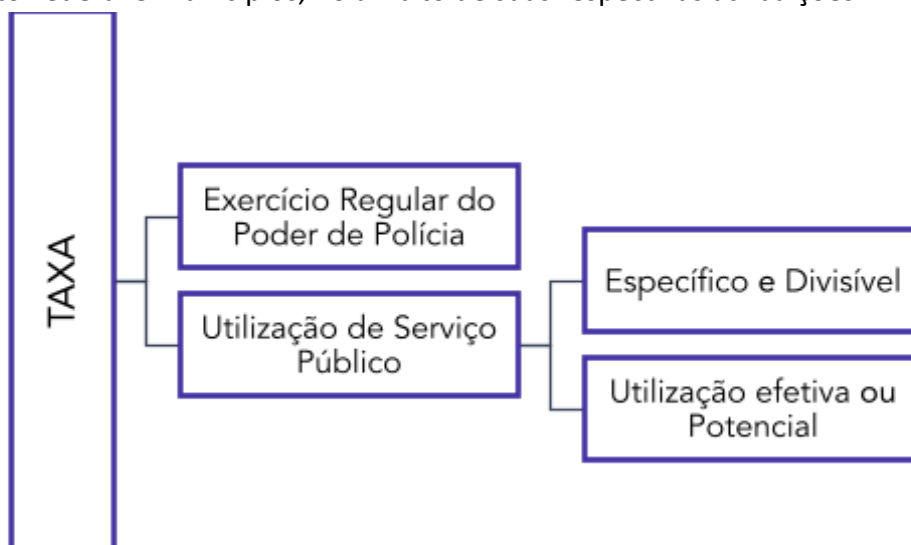 TAXA
Exercício Regular do
Poder de Polícia
Utilização de Serviço
Público
Específico e Divisível
Utilização efetiva ou
Potencial